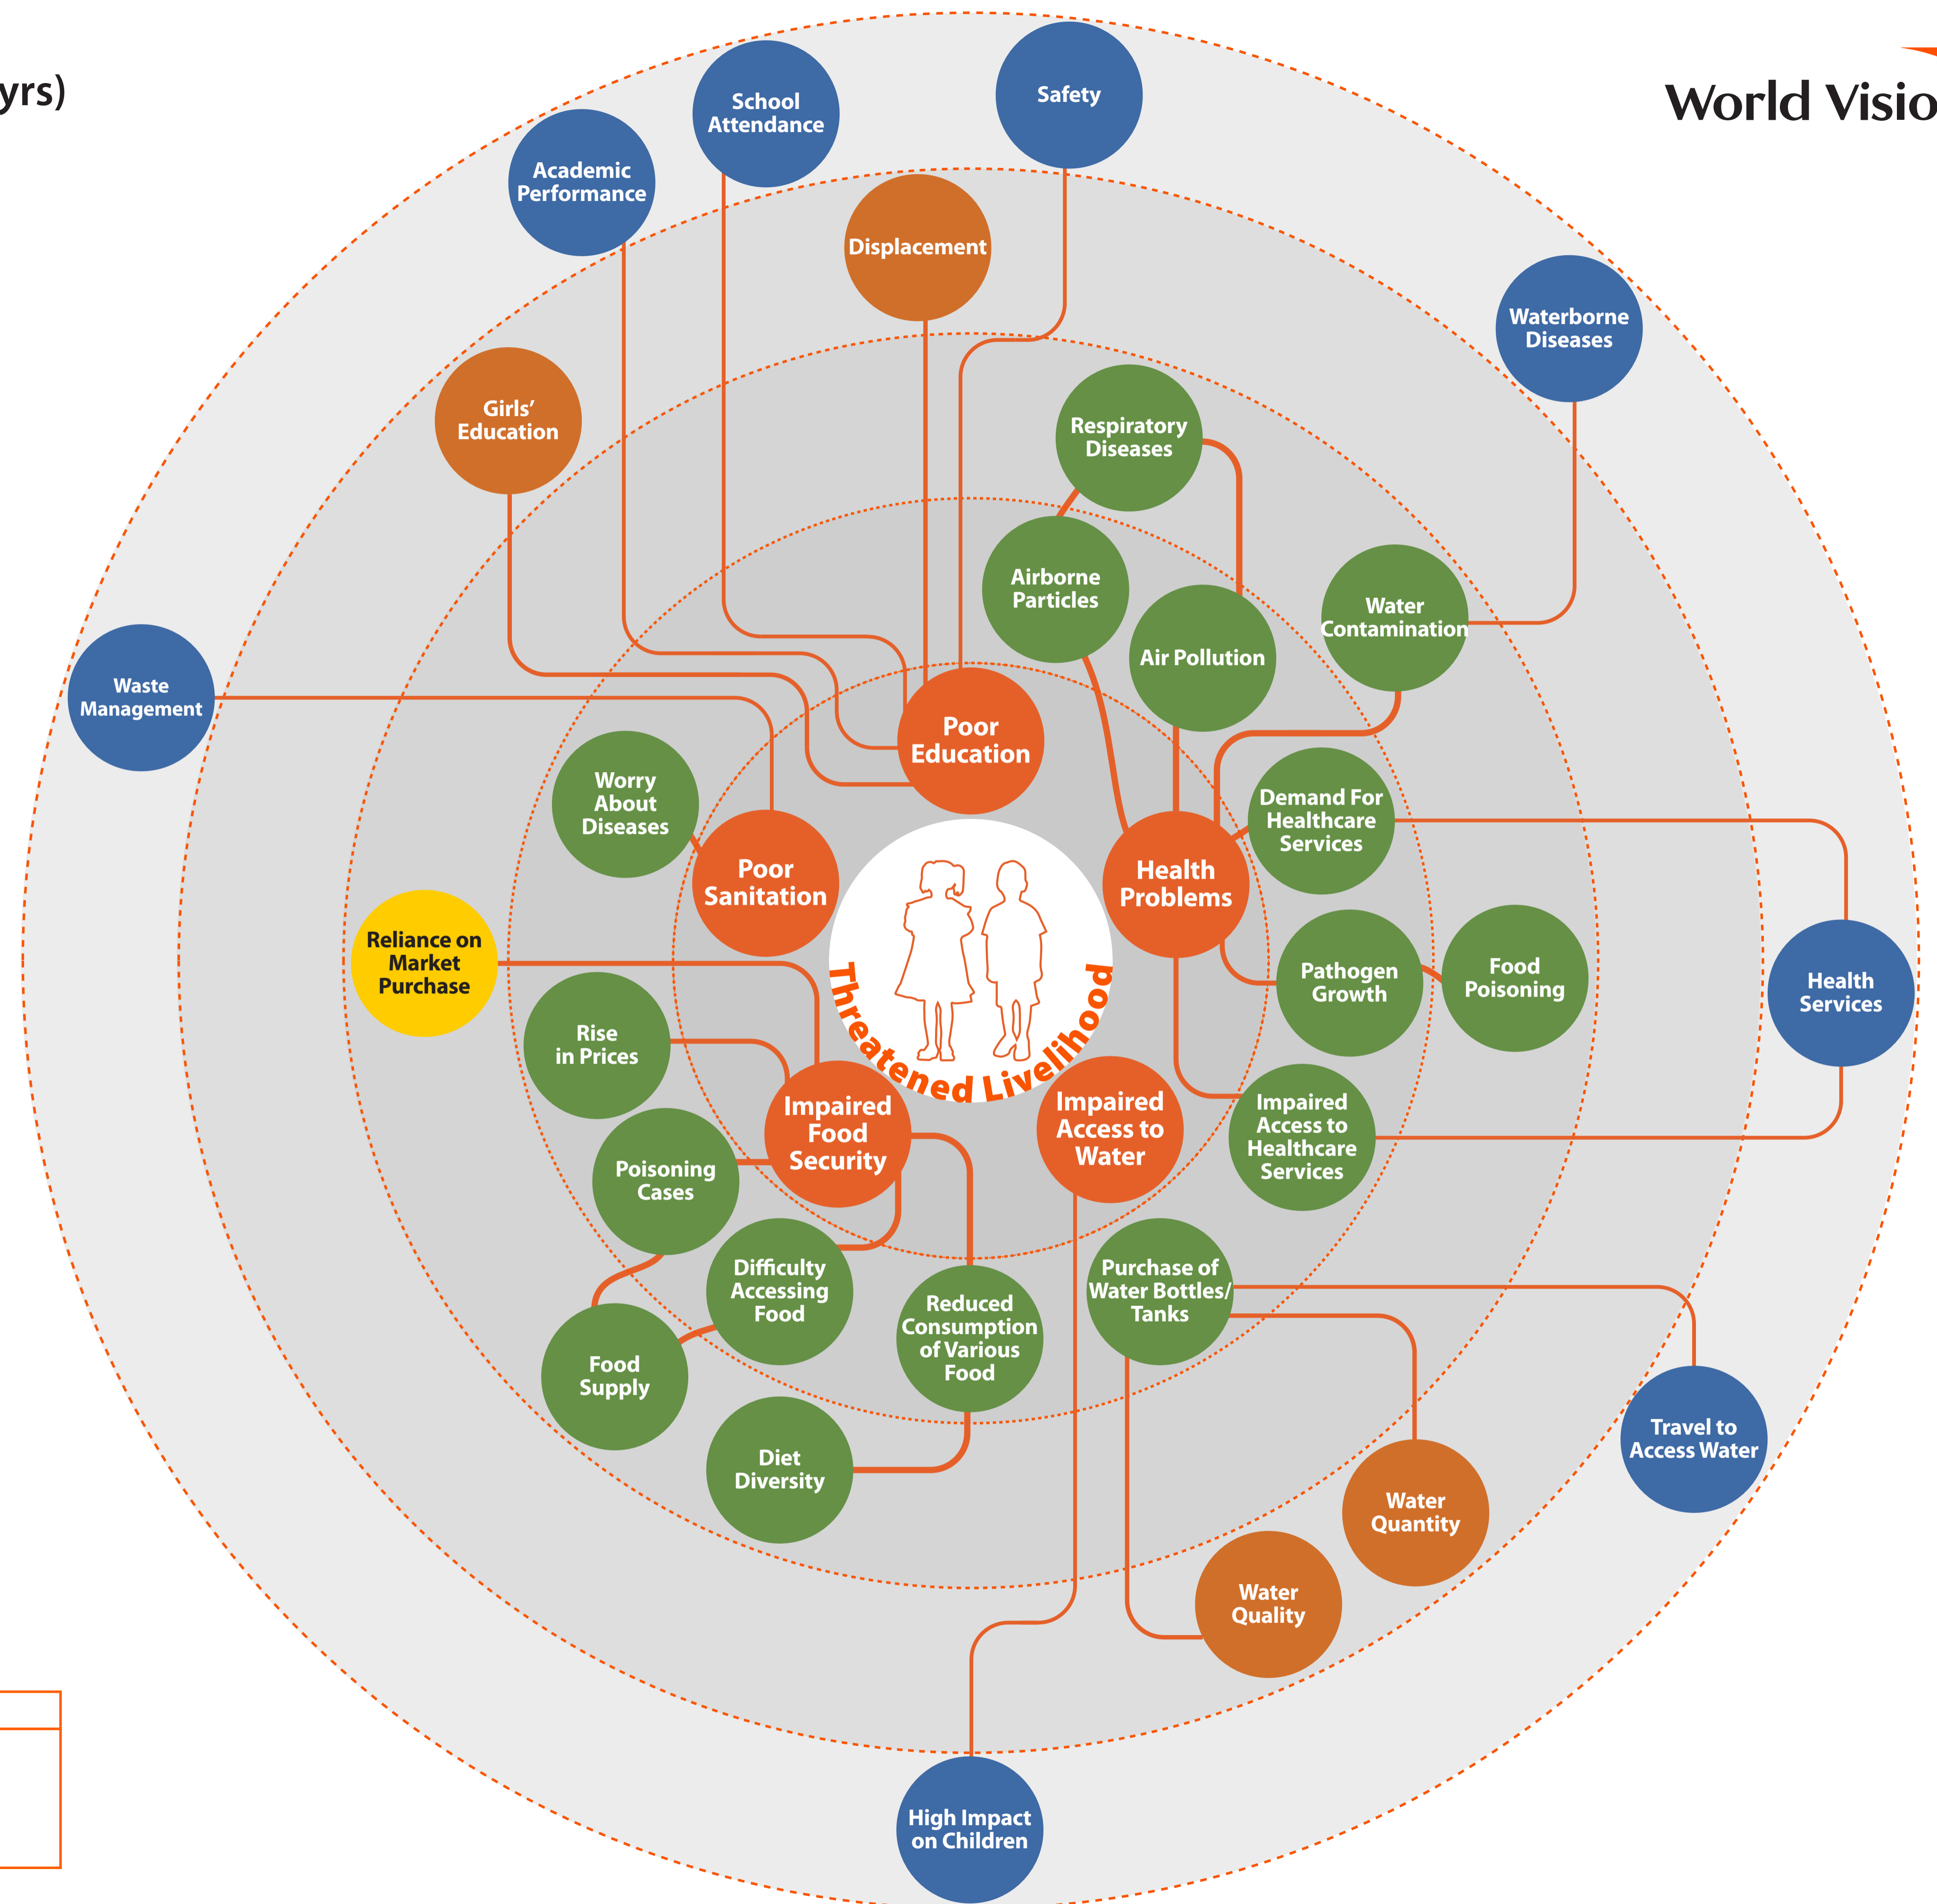 yrs)
World Visio
School
Attendance
Safety
Academic
Performance
Displacement
Waterborne
Diseases
Girls’
Education
Respiratory
Diseases
Airborne
Particles
Water
Contamination
Air Pollution
Waste
Management
Poor
Education
Worry
About
Diseases
Demand For
Healthcare
Services
Poor
Sanitation
Health
Problems
Reliance on
Market
Purchase
Threatened Livelihood
Pathogen
Growth
Food
Poisoning
Health
Services
Rise
in Prices
Impaired
Food
Security
Impaired
Access to
Water
Impaired
Access to
Healthcare
Services
Poisoning
Cases
Difficulty
Accessing
Food
Reduced
Consumption
of Various
Food
Purchase of
Water Bottles/
Tanks
Food
Supply
Diet
Diversity
Travel to
Access Water
Water
Quantity
Water
Quality
High Impact
on Children